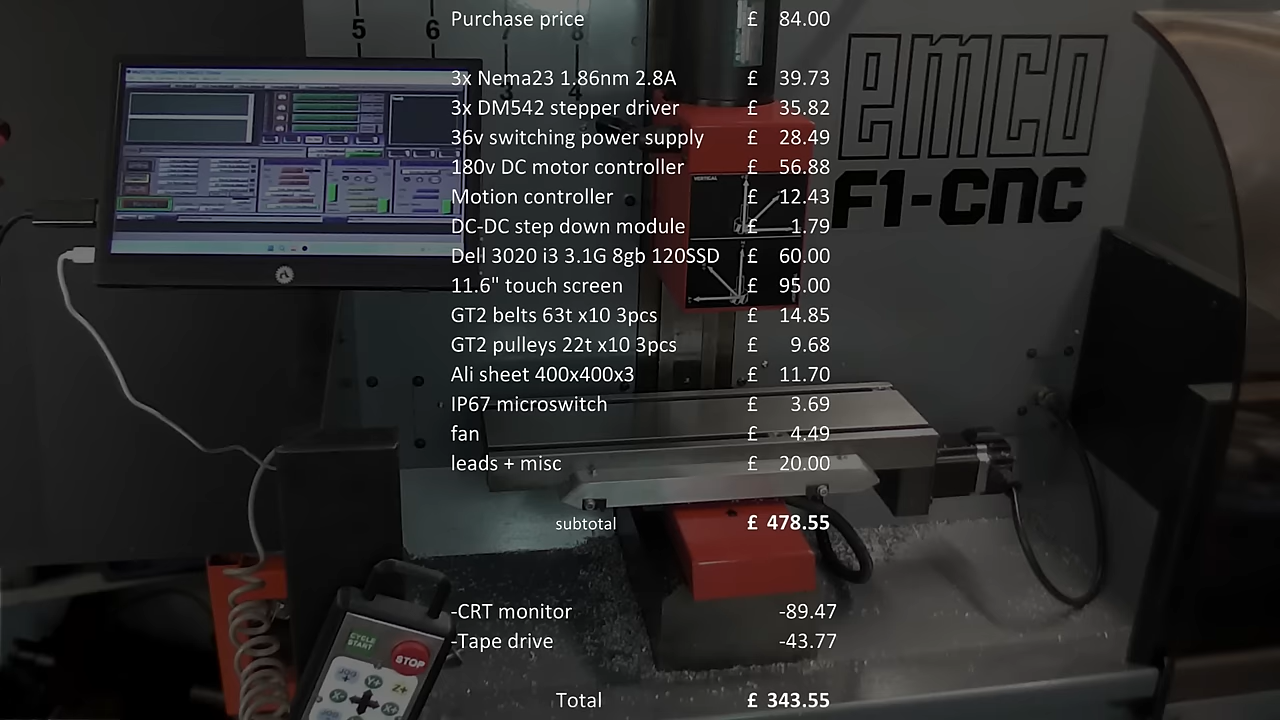 5 6 7 8
3 4
emco
F1-CNC
VERTICAL
Purchase price £ 84.00
3x Nema23 1.86nm 2.8A £ 39.73
3x DM542 stepper driver £ 35.82
36v switching power supply £ 28.49
180v DC motor controller £ 56.88
Motion controller £ 12.43
DC-DC step down module £ 1.79
Dell 3020 i3 3.1G 8gb 120SSD £ 60.00
11.6" touch screen £ 95.00
GT2 belts 63t x10 3pcs £ 14.85
GT2 pulleys 22t x10 3pcs £ 9.68
Ali sheet 400x400x3 £ 11.70
IP67 microswitch £ 3.69
fan £ 4.49
leads + misc £ 20.00
subtotal £ 478.55
-CRT monitor -89.47
-Tape drive -43.77
Total £ 343.55
CYCLE
START
STOP
JOG
Y+
Z+
X-
X+